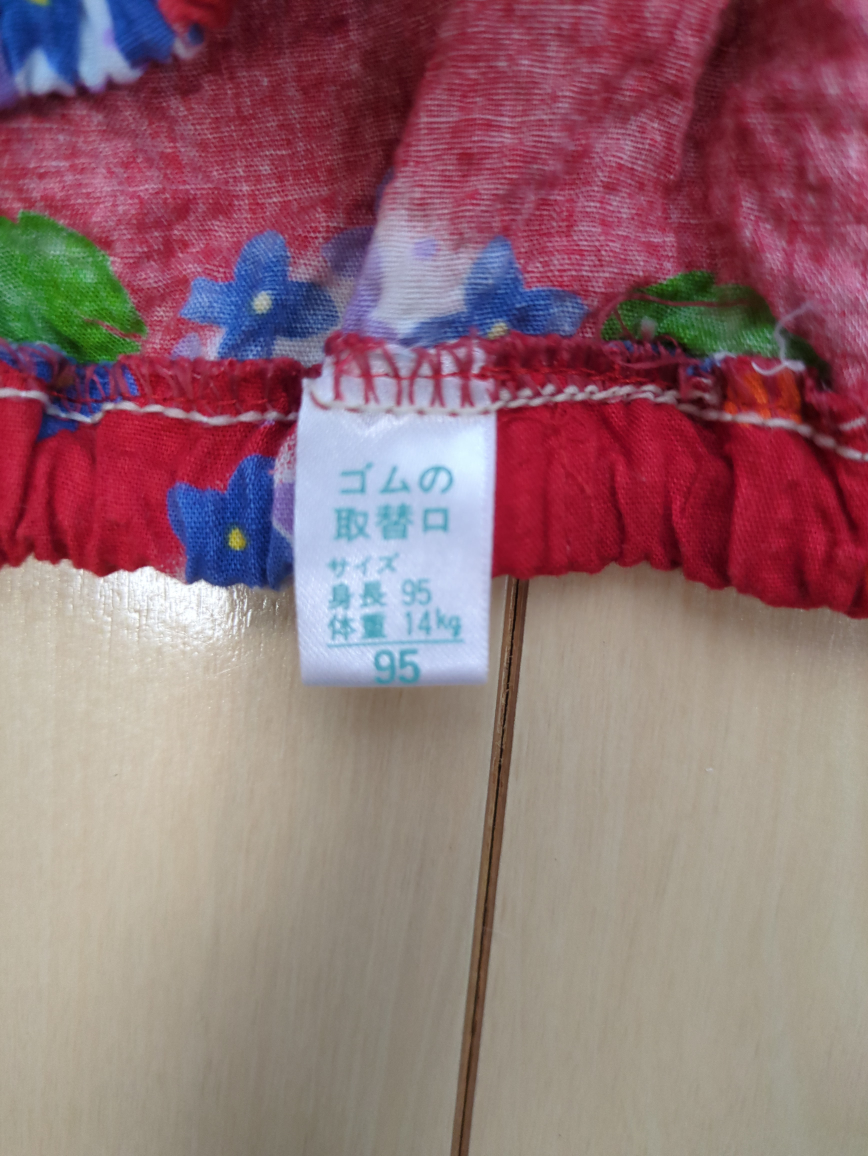 ゴムの
取替口
サイズ
身長 95
体重 14kg
95